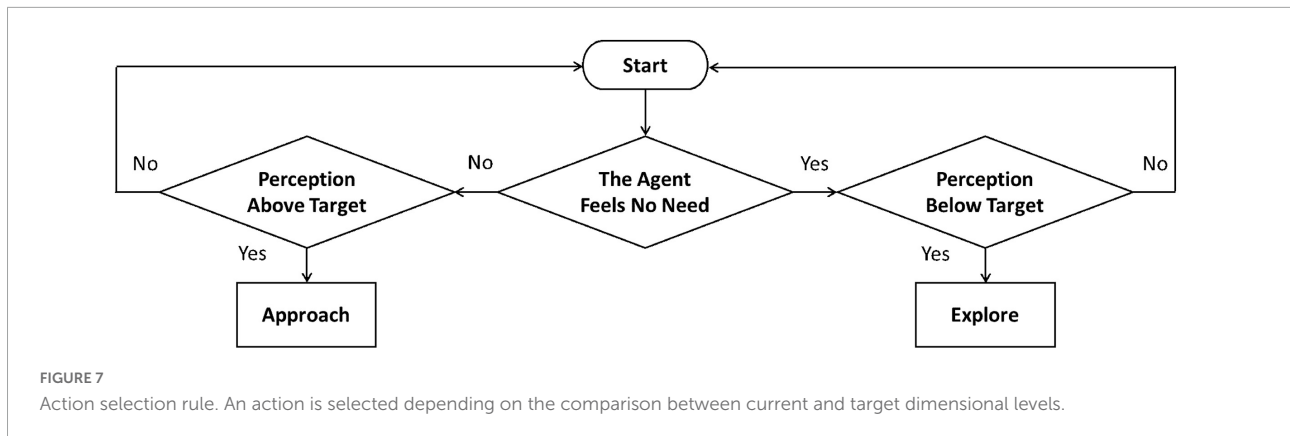 Start
No
Perception
Above Target
No
The Agent
Feels No Need
Yes
Perception
Below Target
No
Yes
Yes
Approach
Explore
FIGURE 7
Action selection rule. An action is selected depending on the comparison between current and target dimensional levels.